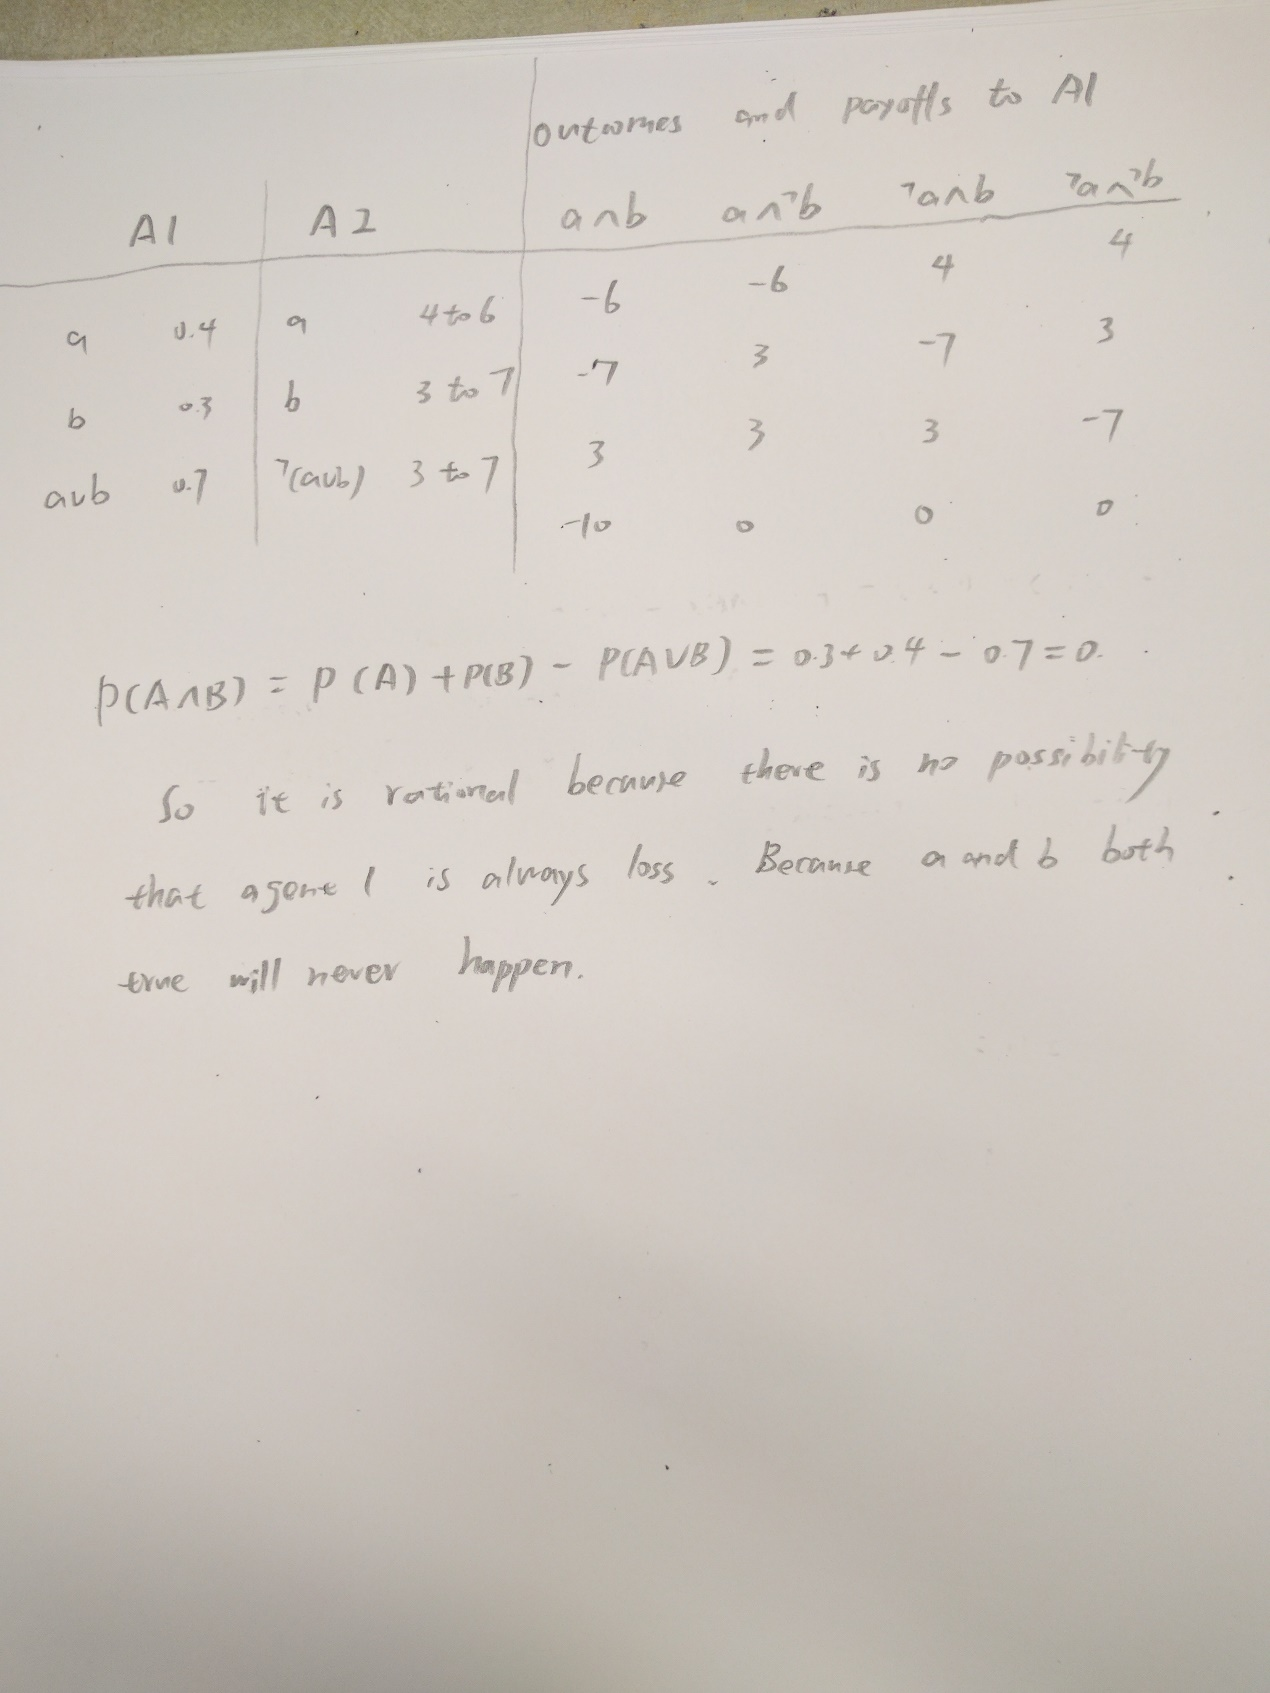 outcomes and payoffs to A1
A1 A2 a∧b a∧¬b ¬a∧b ¬a∧¬b
a 0.4 a 4 to 6 -6 -6 4 4
b 0.3 b 3 to 7 -7 3 -7 3
a∪b 0.7 ¬(a∪b) 3 to 7 3 3 3 -7
-10 0 0 0
P(A∧B) = P(A) + P(B) - P(A∪B) = 0.3 + 0.4 - 0.7 = 0.
So it is rational because there is no possibility
that agent 1 is always loss. Because a and b both
true will never happen.